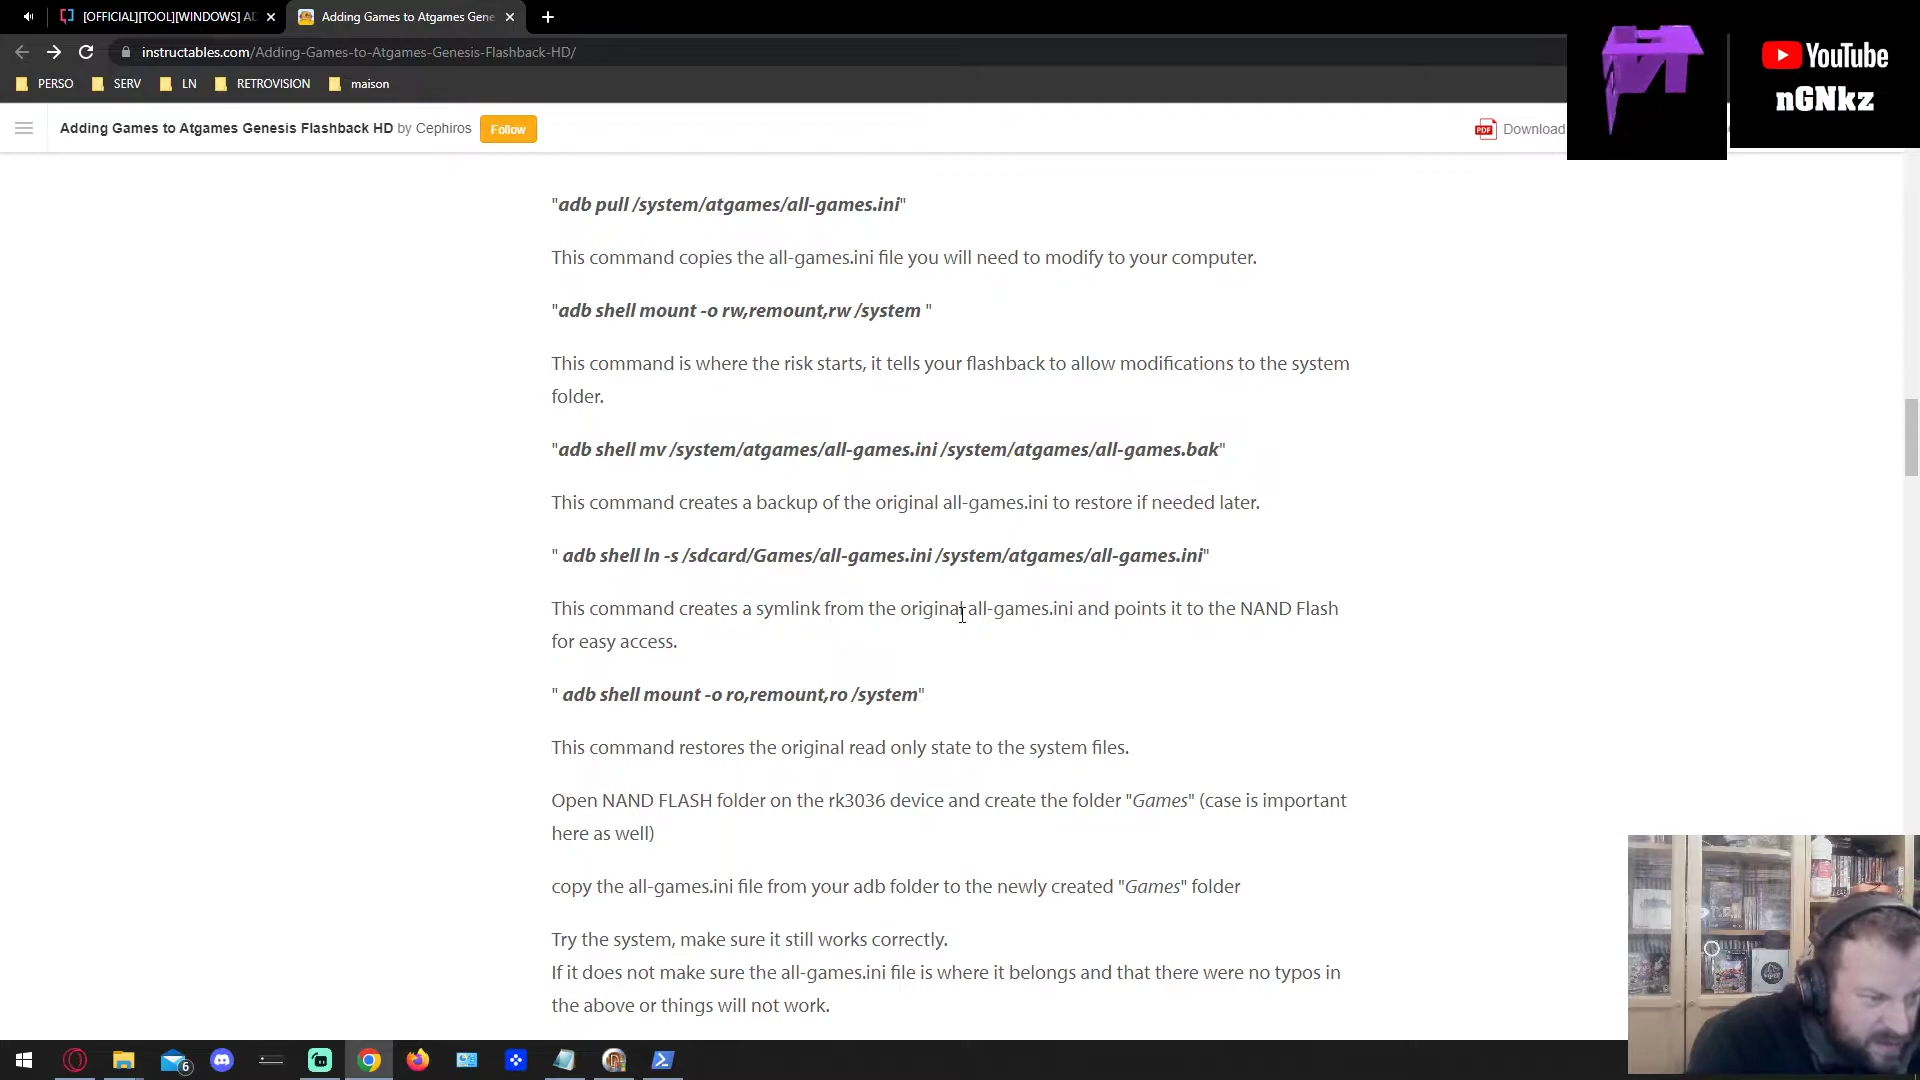 [OFFICIAL][TOOL][WINDOWS] AD
Adding Games to Atgames Gene
instructables.com/Adding-Games-to-Atgames-Genesis-Flashback-HD/
PERSO SERV LN RETROVISION maison
YouTube
nGNkz
Adding Games to Atgames Genesis Flashback HD by Cephiros Follow
PDF Download
"adb pull /system/atgames/all-games.ini"
This command copies the all-games.ini file you will need to modify to your computer.
"adb shell mount -o rw,remount,rw /system "
This command is where the risk starts, it tells your flashback to allow modifications to the system
folder.
"adb shell mv /system/atgames/all-games.ini /system/atgames/all-games.bak"
This command creates a backup of the original all-games.ini to restore if needed later.
" adb shell ln -s /sdcard/Games/all-games.ini /system/atgames/all-games.ini"
This command creates a symlink from the original all-games.ini and points it to the NAND Flash
for easy access.
" adb shell mount -o ro,remount,ro /system"
This command restores the original read only state to the system files.
Open NAND FLASH folder on the rk3036 device and create the folder "Games" (case is important
here as well)
copy the all-games.ini file from your adb folder to the newly created "Games" folder
Try the system, make sure it still works correctly.
If it does not make sure the all-games.ini file is where it belongs and that there were no typos in
the above or things will not work.
6